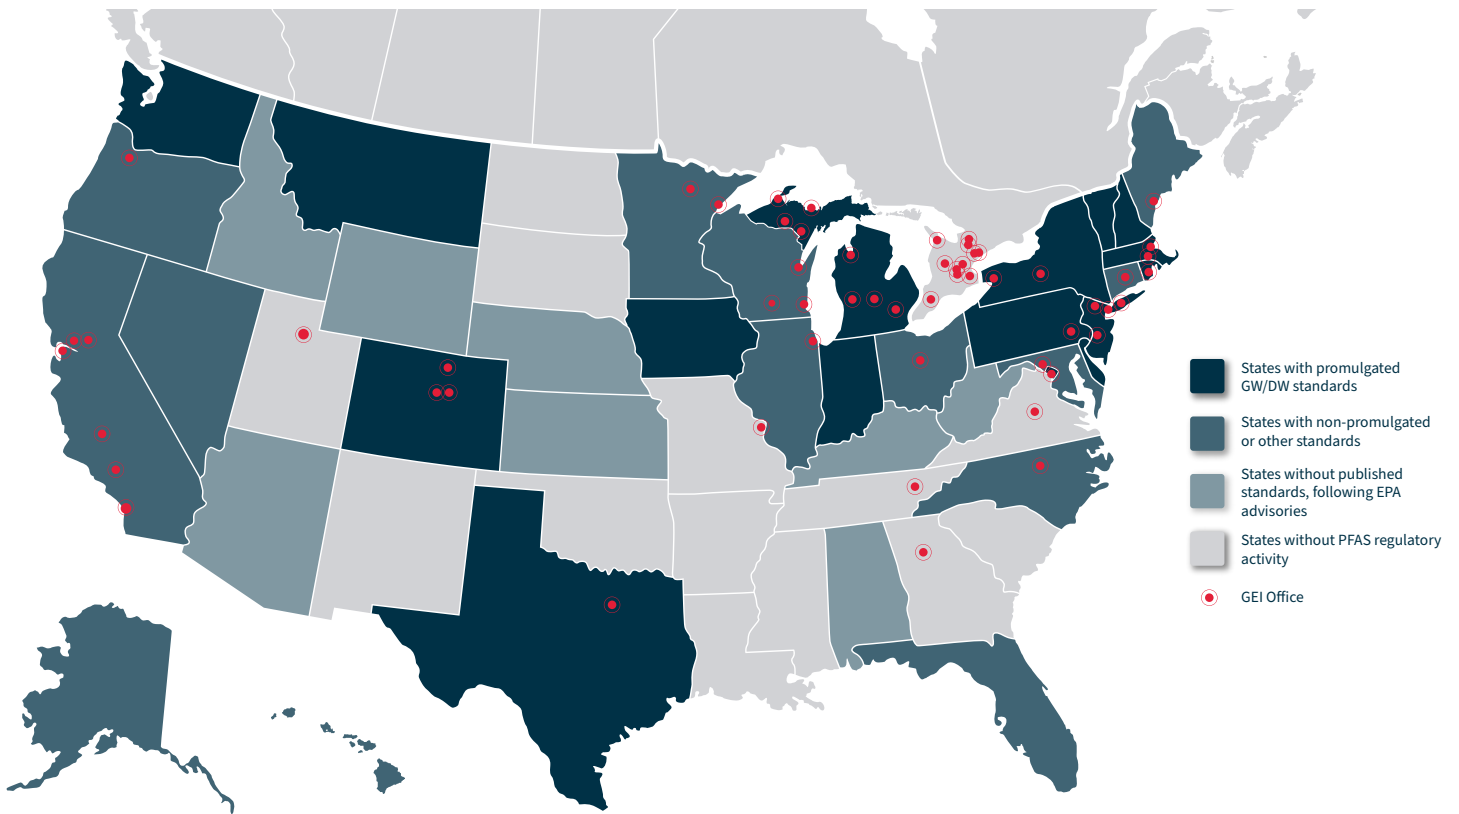 States with promulgated
GW/DW standards
States with non-promulgated
or other standards
States without published
standards, following EPA
advisories
States without PFAS regulatory
activity
GEI Office